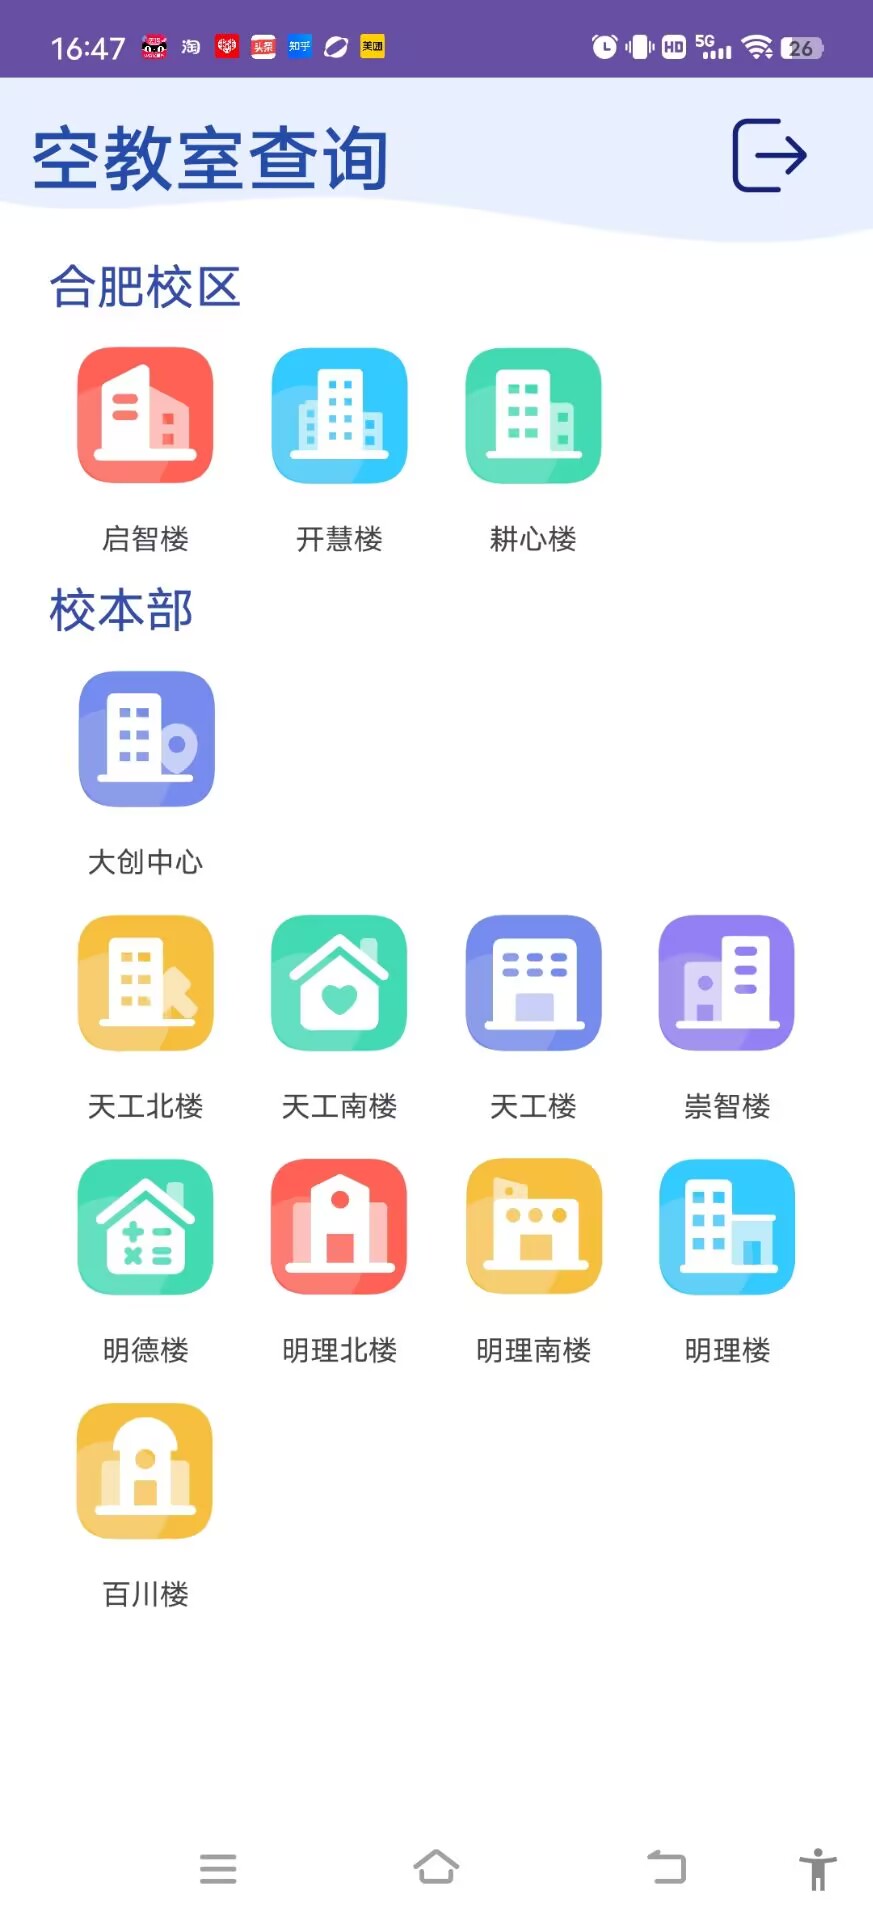 16:47 淘 头条 知乎 美团 HD 5G 26
空教室查询
合肥校区
启智楼 开慧楼 耕心楼
校本部
大创中心
天工北楼 天工南楼 天工楼 崇智楼
明德楼 明理北楼 明理南楼 明理楼
百川楼